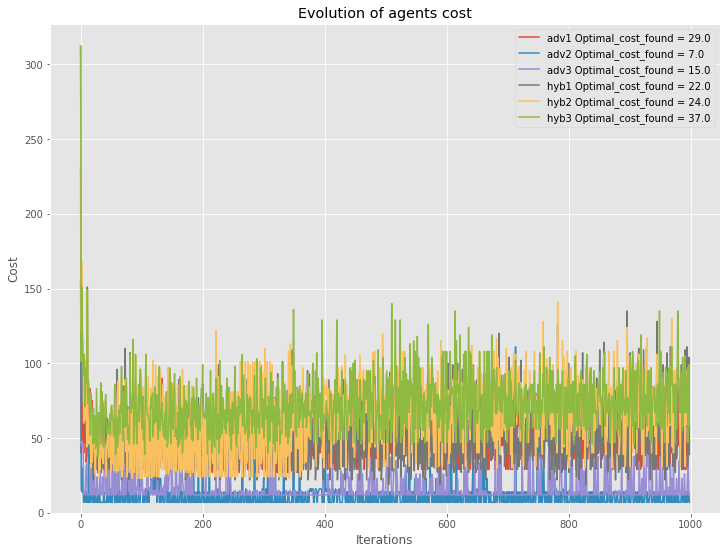 Evolution of agents cost
adv1 Optimal_cost_found = 29.0
adv2 Optimal_cost_found = 7.0
adv3 Optimal_cost_found = 15.0
hyb1 Optimal_cost_found = 22.0
hyb2 Optimal_cost_found = 24.0
hyb3 Optimal_cost_found = 37.0
300
250
200
150
100
50
0
Cost
0 200 400 600 800 1000
Iterations